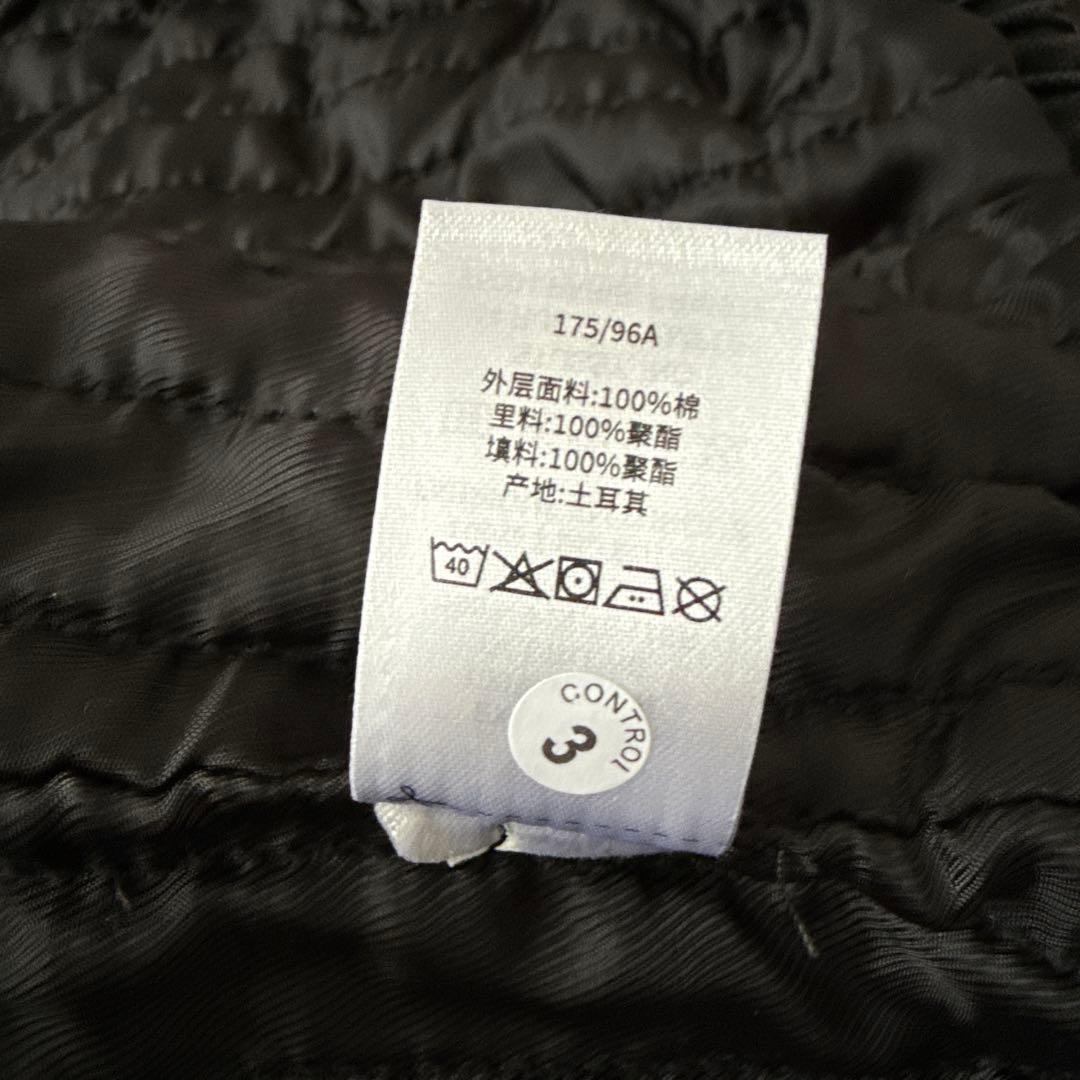 175/96A
外层面料:100%棉
里料:100%聚酯
填料:100%聚酯
产地:土耳其
40
CONTROL
3